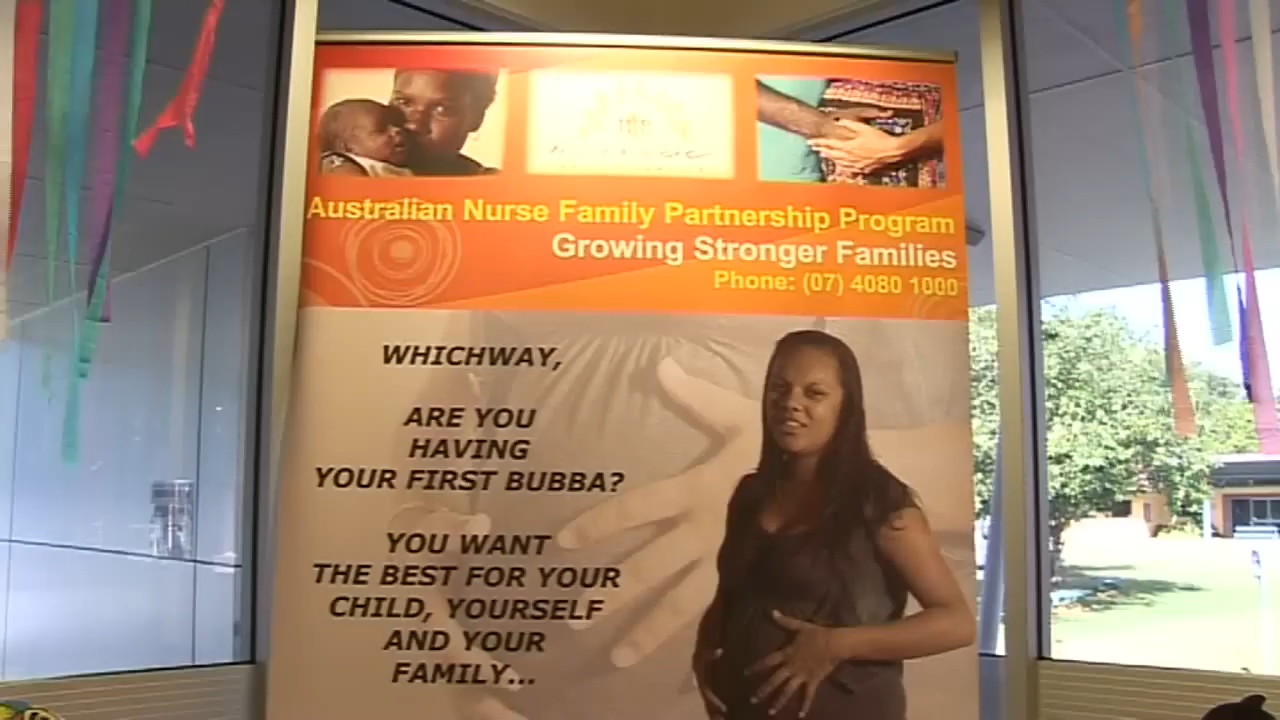 Australian Nurse Family Partnership Program
Growing Stronger Families
Phone: (07) 4080 1000
WHICHWAY,
ARE YOU
HAVING
YOUR FIRST BUBBA?
YOU WANT
THE BEST FOR YOUR
CHILD, YOURSELF
AND YOUR
FAMILY...